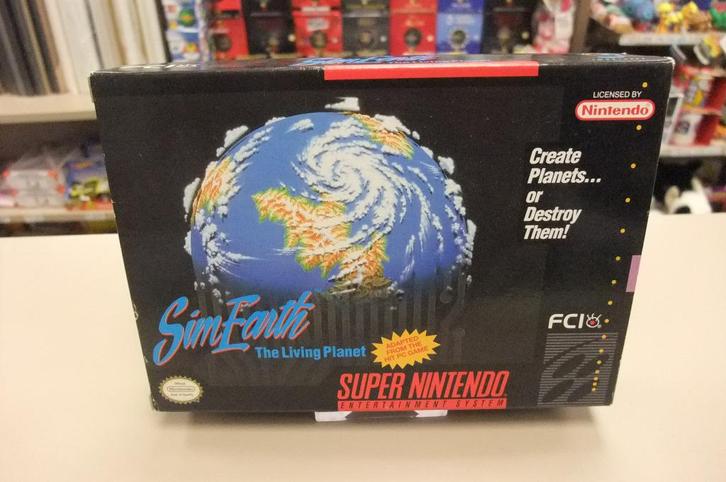 LICENSED BY
Nintendo
Create
Planets...
or
Destroy
Them!
SimEarth
The Living Planet
ADAPTED
FROM THE
HIT PC GAME
FCI
Nintendo
SUPER NINTENDO
ENTERTAINMENT SYSTEM